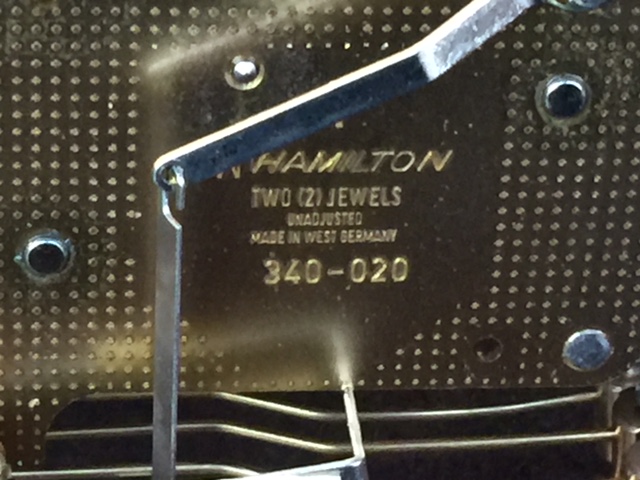 HAMILTON
TWO (2) JEWELS
UNADJUSTED
MADE IN WEST GERMANY
340-020